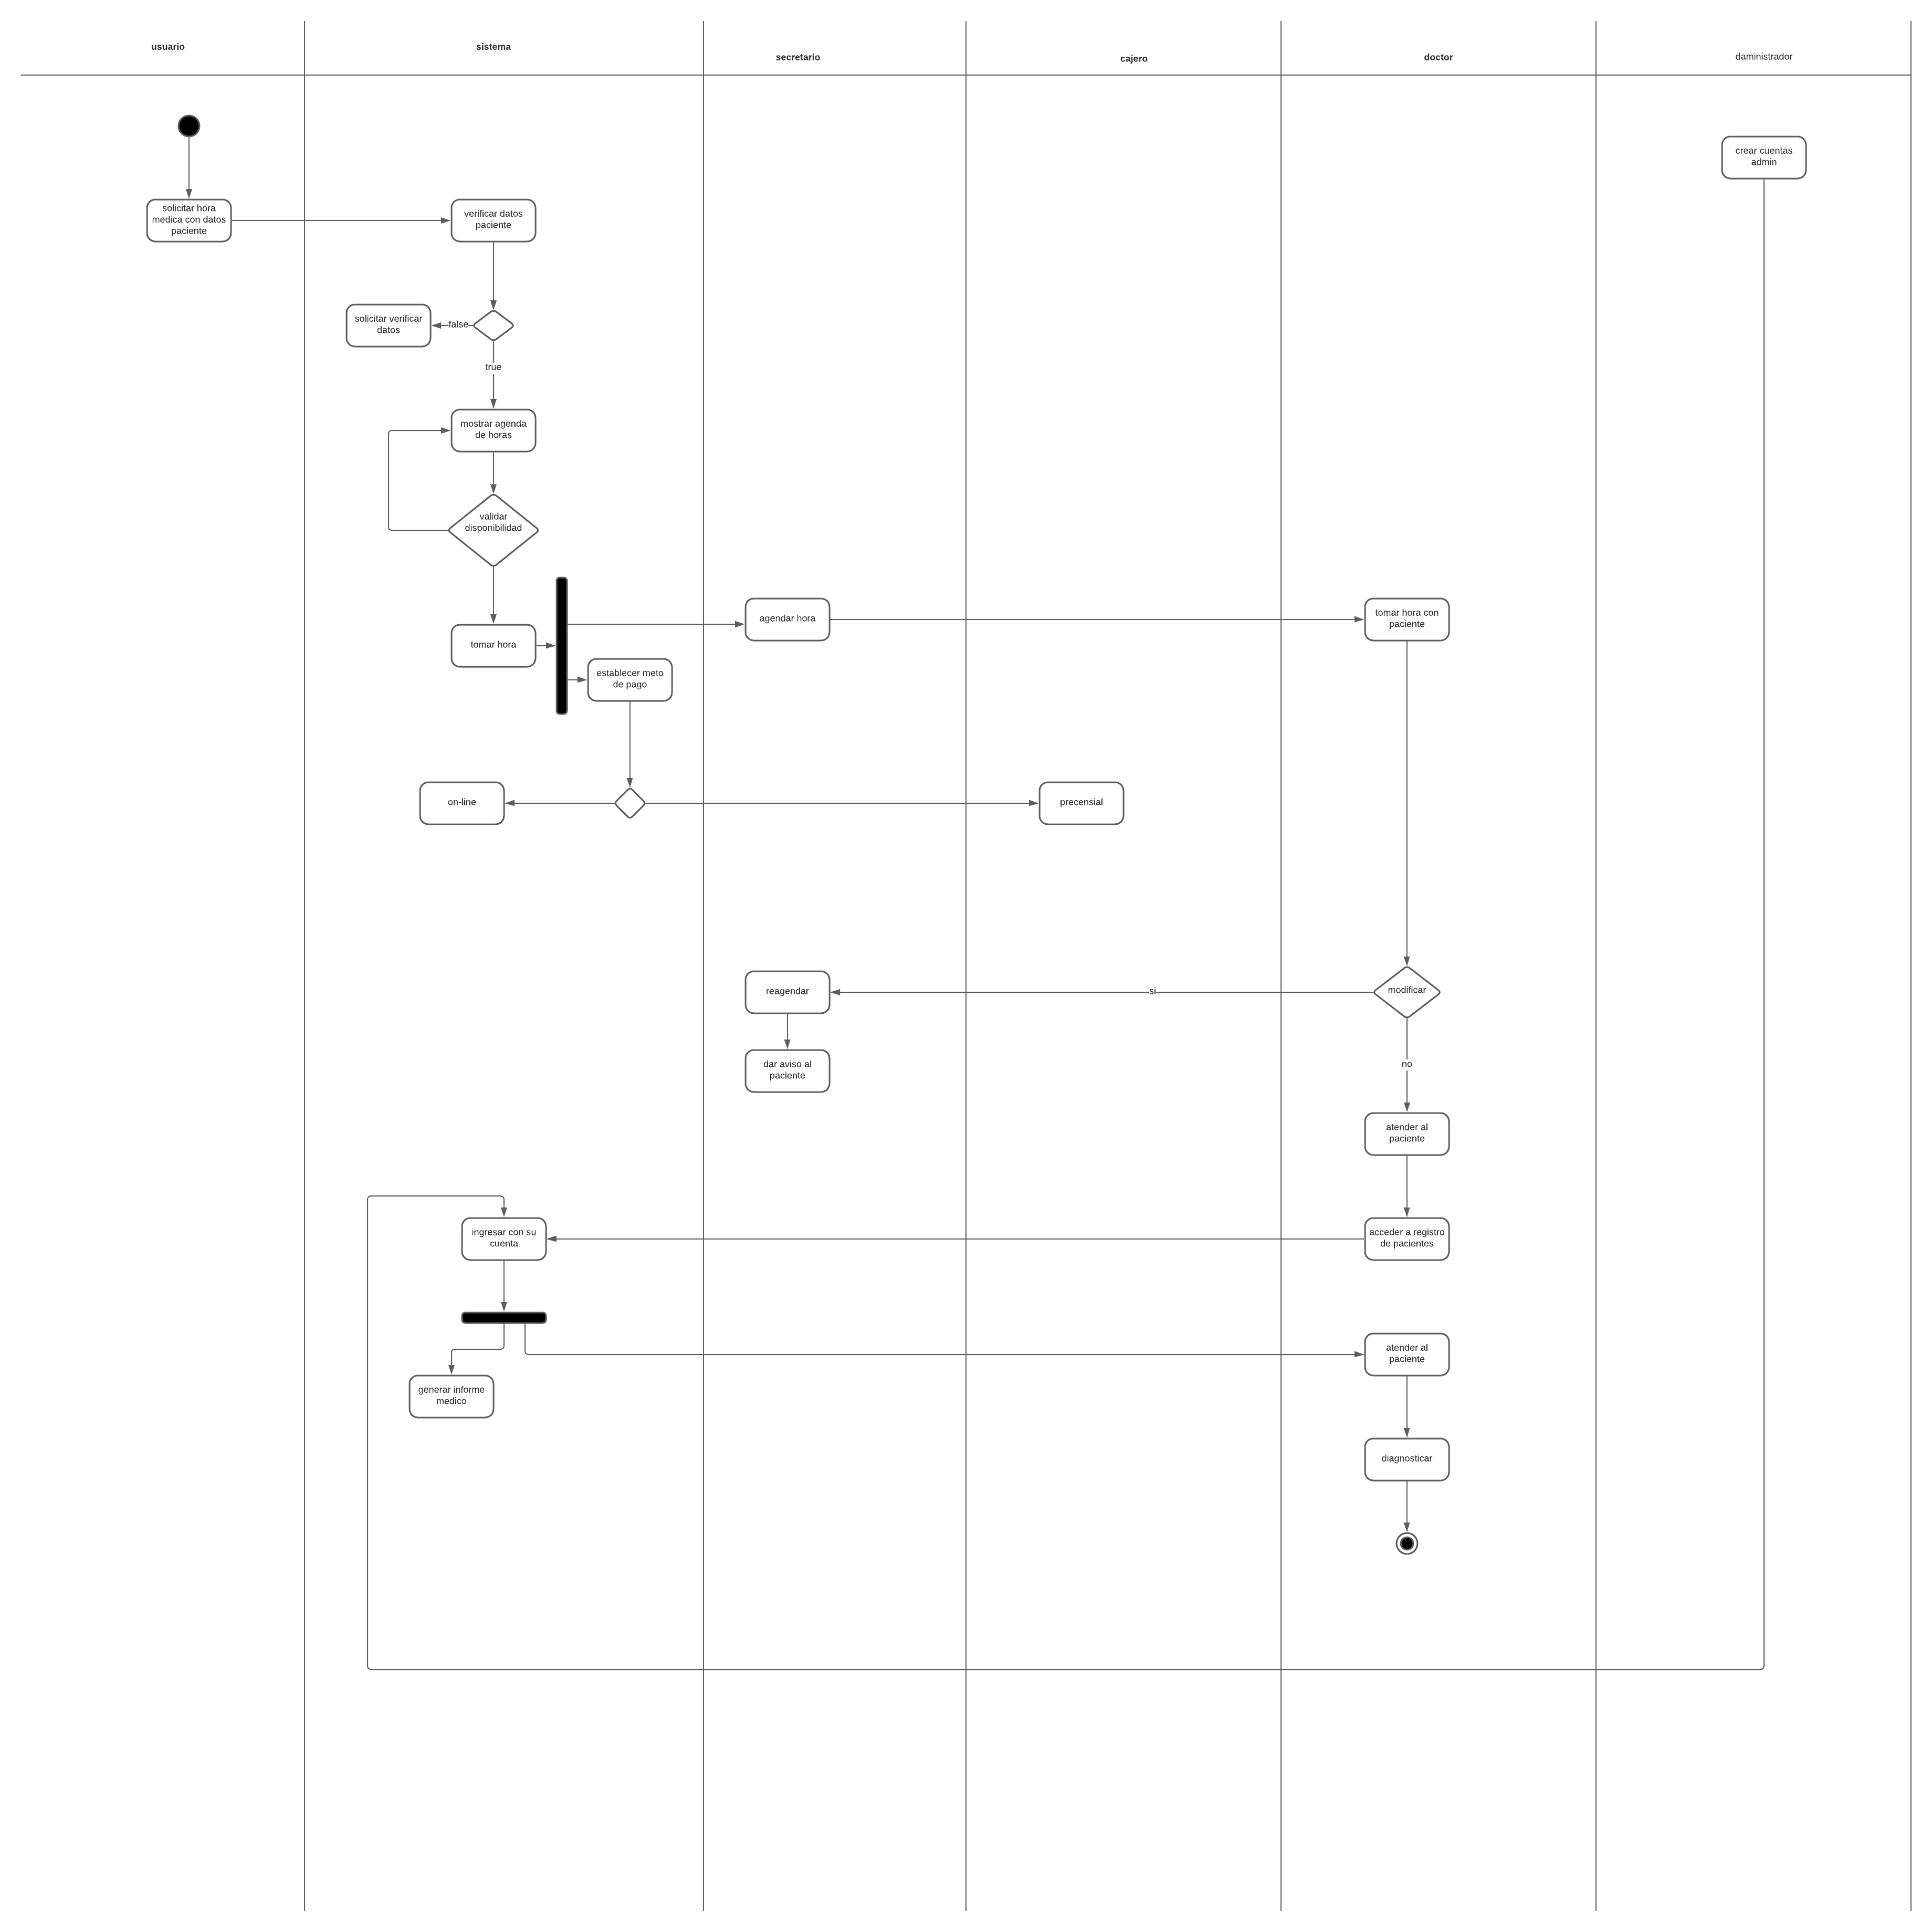 usuario
sistema
secretario
cajero
doctor
daministrador
crear cuentas
admin
solicitar hora
medica con datos
paciente
verificar datos
paciente
solicitar verificar
datos
false
true
mostrar agenda
de horas
validar
disponibilidad
tomar hora
agendar hora
tomar hora con
paciente
establecer meto
de pago
on-line
precensial
reagendar
si
modificar
dar aviso al
paciente
no
atender al
paciente
ingresar con su
cuenta
acceder a registro
de pacientes
atender al
paciente
generar informe
medico
diagnosticar